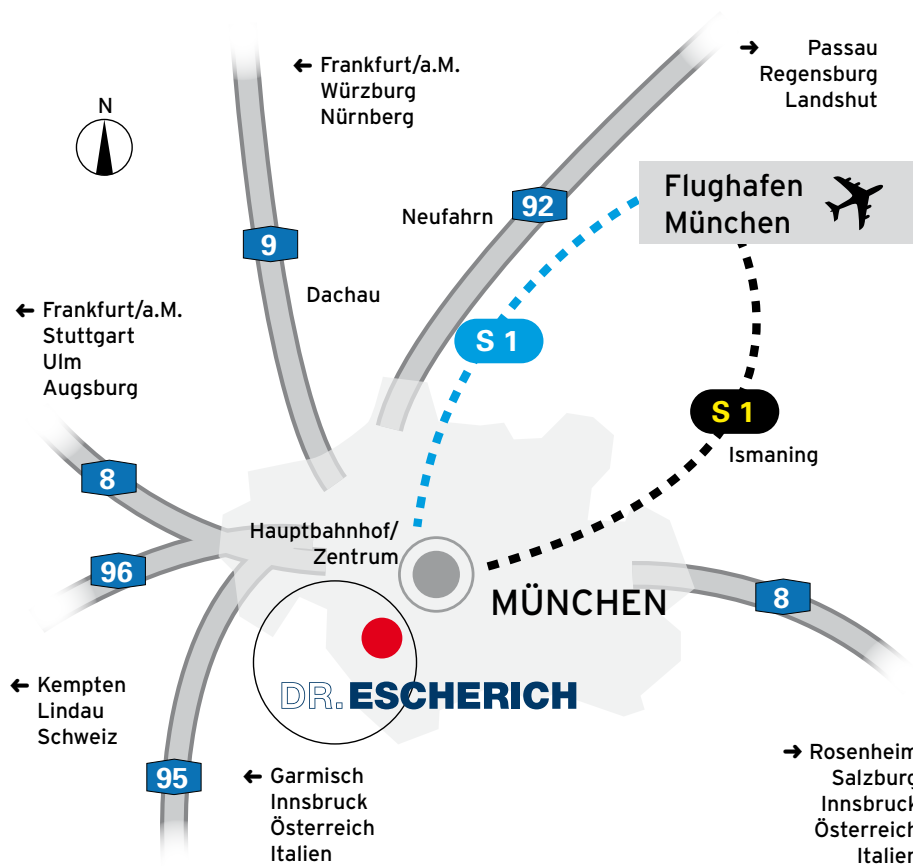 ← Frankfurt/a.M.
Würzburg
Nürnberg
→ Passau
Regensburg
Landshut
N
Flughafen
München
92
Neufahrn
9
Dachau
← Frankfurt/a.M.
Stuttgart
Ulm
Augsburg
S 1
S 1
Ismaning
8
Hauptbahnhof/
Zentrum
96
MÜNCHEN
8
← Kempten
Lindau
Schweiz
DR.ESCHERICH
95
← Garmisch
Innsbruck
Österreich
Italien
→ Rosenheim
Salzburg
Innsbruck
Österreich
Italien